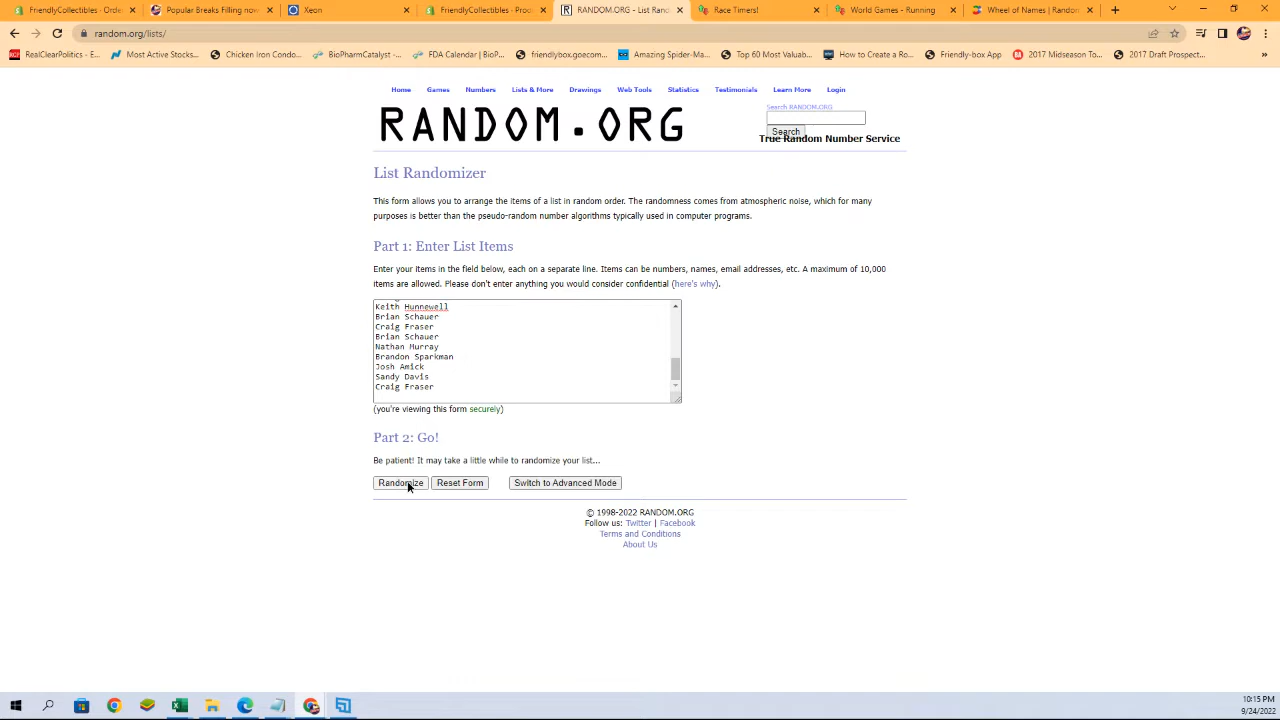 FriendlyCollectibles - Orde
Popular Breaks Filling now
Xeon
FriendlyCollectibles - Prod
RANDOM.ORG - List Ran
Race Timers!
World Games - Running
Wheel of Names | Random
random.org/lists/
RealClearPolitics - E...
Most Active Stocks...
Chicken Iron Condo...
BioPharmCatalyst -...
FDA Calendar | BioP...
friendlybox.goecom...
Amazing Spider-Ma...
Top 60 Most Valuab...
How to Create a Ro...
Friendly-box App
2017 Midseason To...
2017 Draft Prospect...
Home Games Numbers Lists & More Drawings Web Tools Statistics Testimonials Learn More Login
RANDOM.ORG
Search RANDOM.ORG
Search
True Random Number Service
List Randomizer
This form allows you to arrange the items of a list in random order. The randomness comes from atmospheric noise, which for many
purposes is better than the pseudo-random number algorithms typically used in computer programs.
Part 1: Enter List Items
Enter your items in the field below, each on a separate line. Items can be numbers, names, email addresses, etc. A maximum of 10,000
items are allowed. Please don't enter anything you would consider confidential (here's why).
Keith Hunnewell
Brian Schauer
Craig Fraser
Brian Schauer
Nathan Murray
Brandon Sparkman
Josh Amick
Sandy Davis
Craig Fraser
(you're viewing this form securely)
Part 2: Go!
Be patient! It may take a little while to randomize your list...
Randomize Reset Form Switch to Advanced Mode
© 1998-2022 RANDOM.ORG
Follow us: Twitter | Facebook
Terms and Conditions
About Us
10:15 PM
9/24/2022